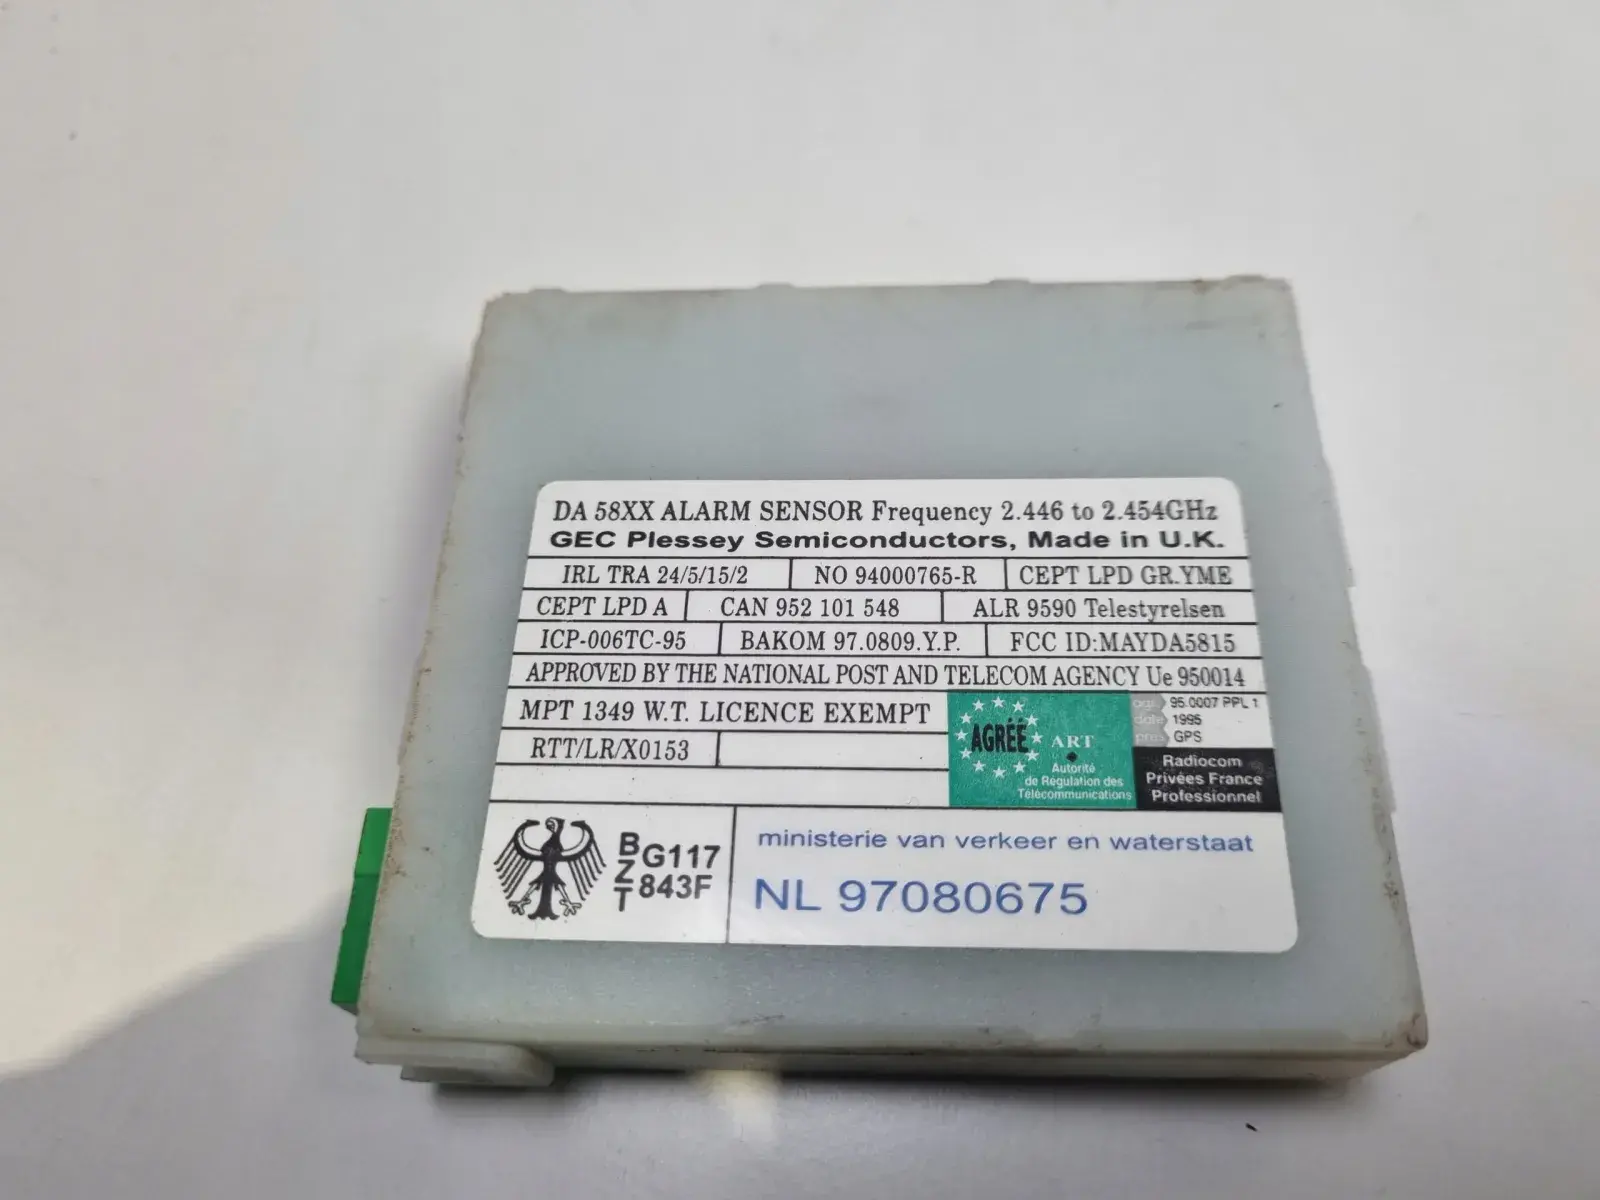 DA 58XX ALARM SENSOR Frequency 2.446 to 2.454GHz
GEC Plessey Semiconductors, Made in U.K.
IRL TRA 24/5/15/2 NO 94000765-R CEPT LPD GR.YME
CEPT LPD A CAN 952 101 548 ALR 9590 Telestyrelsen
ICP-006TC-95 BAKOM 97.0809.Y.P. FCC ID:MAYDA5815
APPROVED BY THE NATIONAL POST AND TELECOM AGENCY Ue 950014
MPT 1349 W.T. LICENCE EXEMPT
RTT/LR/X0153
AGRÉÉ
ART
Autorité
de Régulation des
Télécommunications
95.0007 PPL 1
date 1995
GPS
Radiocom
Privées France
Professionnel
BZT G117
843F
ministerie van verkeer en waterstaat
NL 97080675